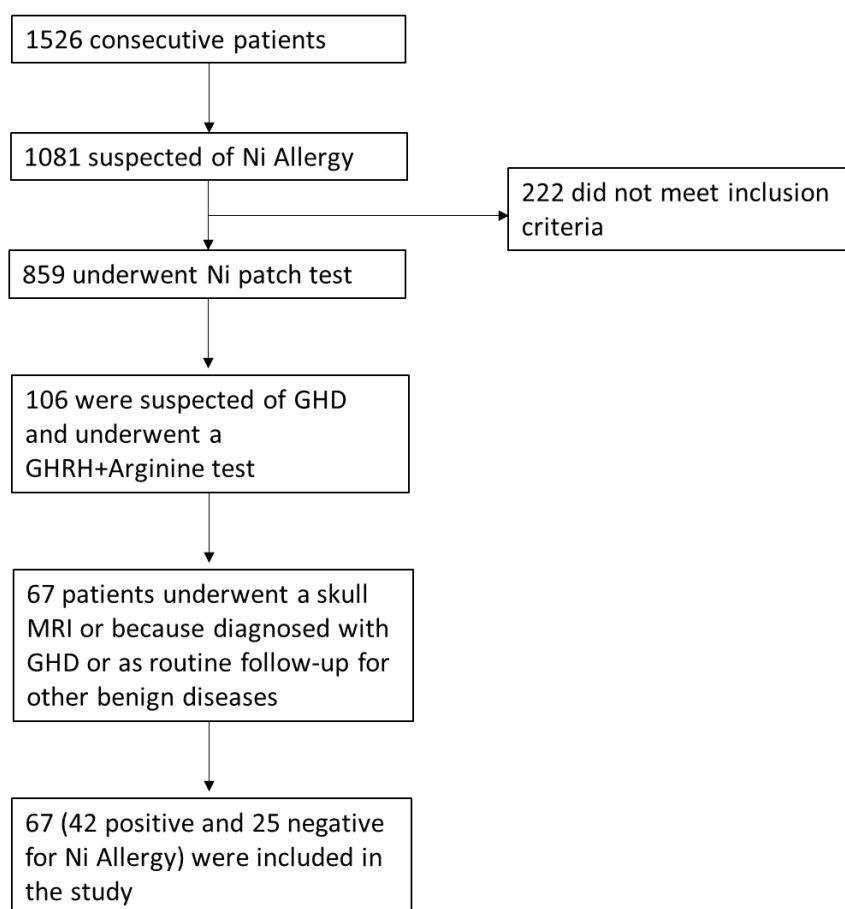 1526 consecutive patients
1081 suspected of Ni Allergy
222 did not meet inclusion
criteria
859 underwent Ni patch test
106 were suspected of GHD
and underwent a
GHRH+Arginine test
67 patients underwent a skull
MRI or because diagnosed with
GHD or as routine follow-up for
other benign diseases
67 (42 positive and 25 negative
for Ni Allergy) were included in
the study